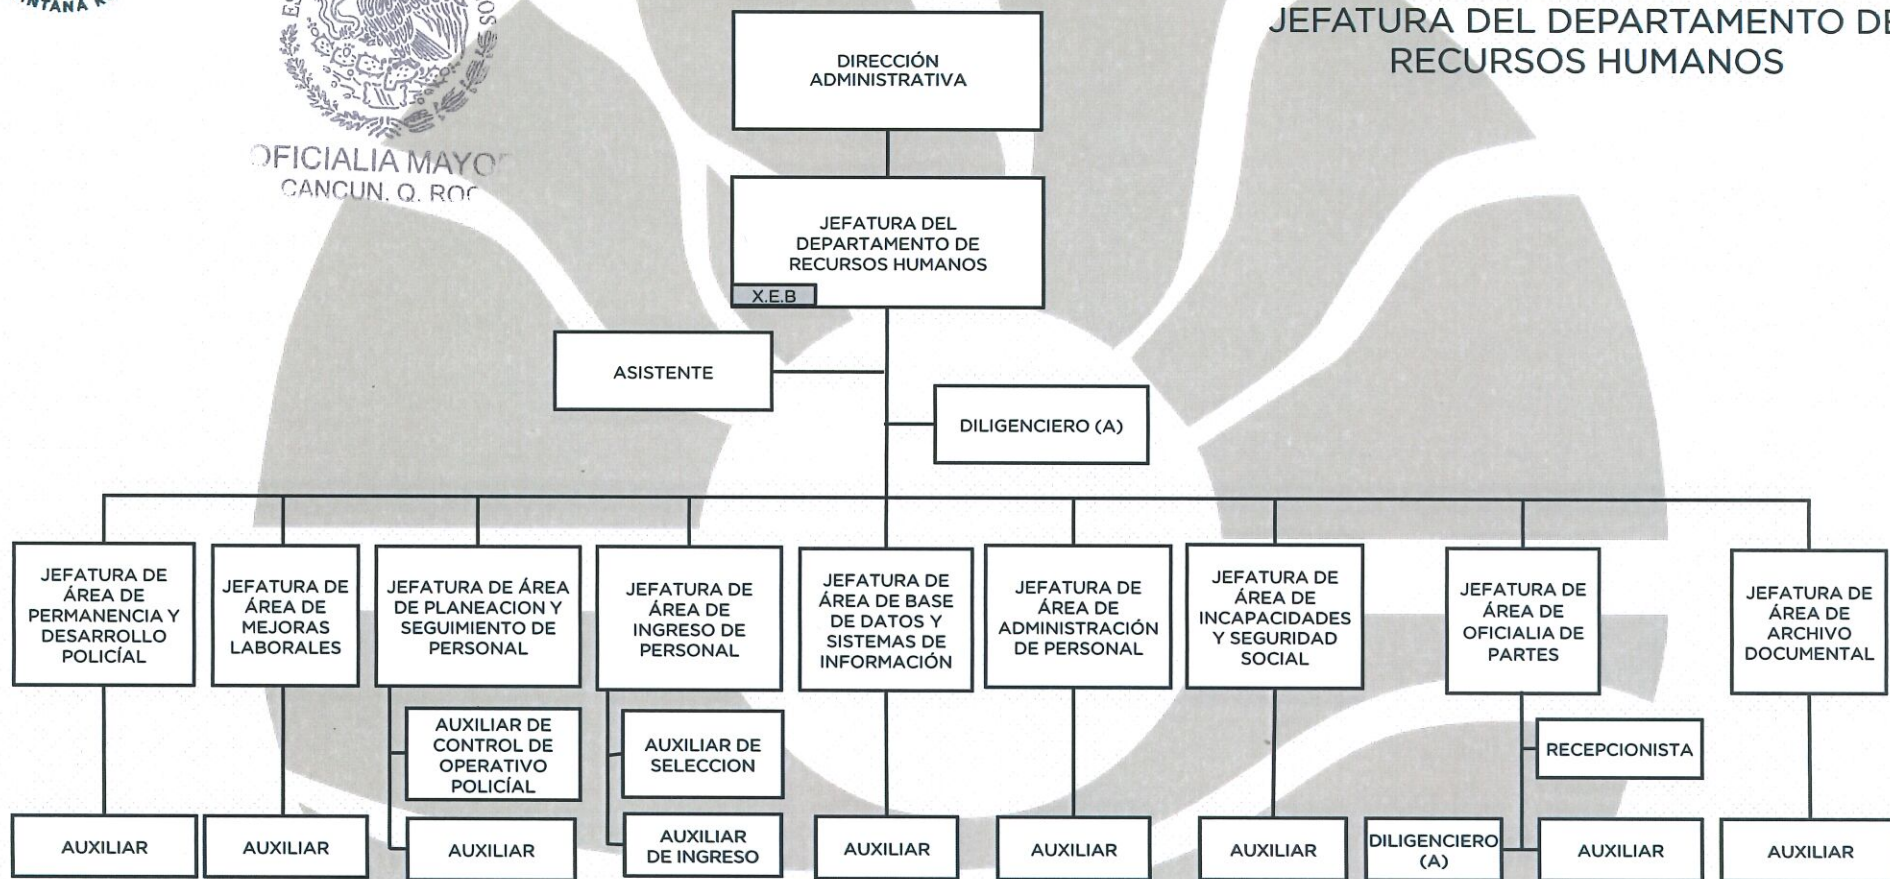 JEFATURA DEL DEPARTAMENTO DE
RECURSOS HUMANOS
OFICIALIA MAYOR
CANCUN, Q. ROO
DIRECCIÓN
ADMINISTRATIVA
JEFATURA DEL
DEPARTAMENTO DE
RECURSOS HUMANOS
X.E.B
ASISTENTE
DILIGENCIERO (A)
JEFATURA DE
ÁREA DE
PERMANENCIA Y
DESARROLLO
POLICÍAL
JEFATURA DE
ÁREA DE
MEJORAS
LABORALES
JEFATURA DE ÁREA
DE PLANEACION Y
SEGUIMIENTO DE
PERSONAL
JEFATURA DE
ÁREA DE
INGRESO DE
PERSONAL
JEFATURA DE
ÁREA DE BASE
DE DATOS Y
SISTEMAS DE
INFORMACIÓN
JEFATURA DE
ÁREA DE
ADMINISTRACIÓN
DE PERSONAL
JEFATURA DE
ÁREA DE
INCAPACIDADES
Y SEGURIDAD
SOCIAL
JEFATURA DE
ÁREA DE
OFICIALIA DE
PARTES
JEFATURA DE
ÁREA DE
ARCHIVO
DOCUMENTAL
AUXILIAR DE
CONTROL DE
OPERATIVO
POLICÍAL
AUXILIAR DE
SELECCION
RECEPCIONISTA
AUXILIAR
AUXILIAR
AUXILIAR
AUXILIAR
DE INGRESO
AUXILIAR
AUXILIAR
AUXILIAR
DILIGENCIERO
(A)
AUXILIAR
AUXILIAR